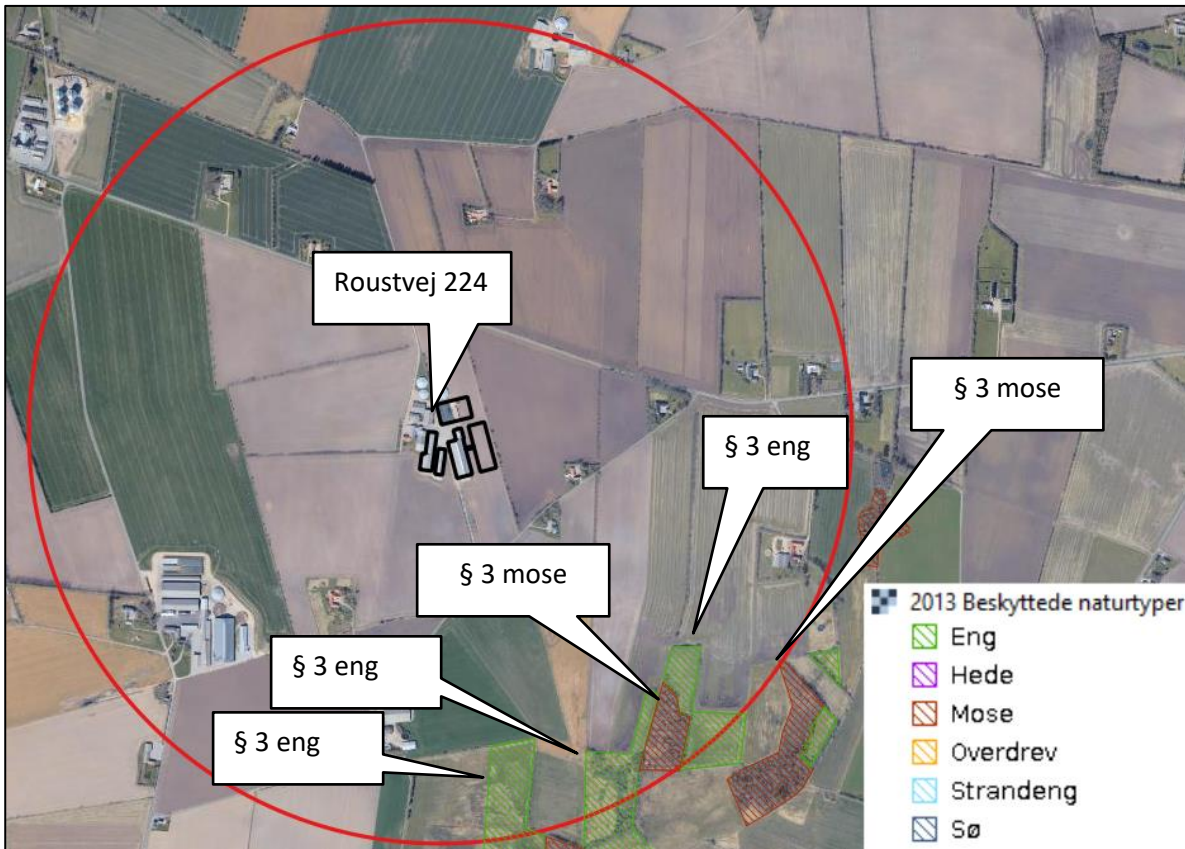 Roustvej 224
§ 3 mose
§ 3 eng
§ 3 mose
§ 3 eng
§ 3 eng
2013 Beskyttede naturtyper
Eng
Hede
Mose
Overdrev
Strandeng
Sø